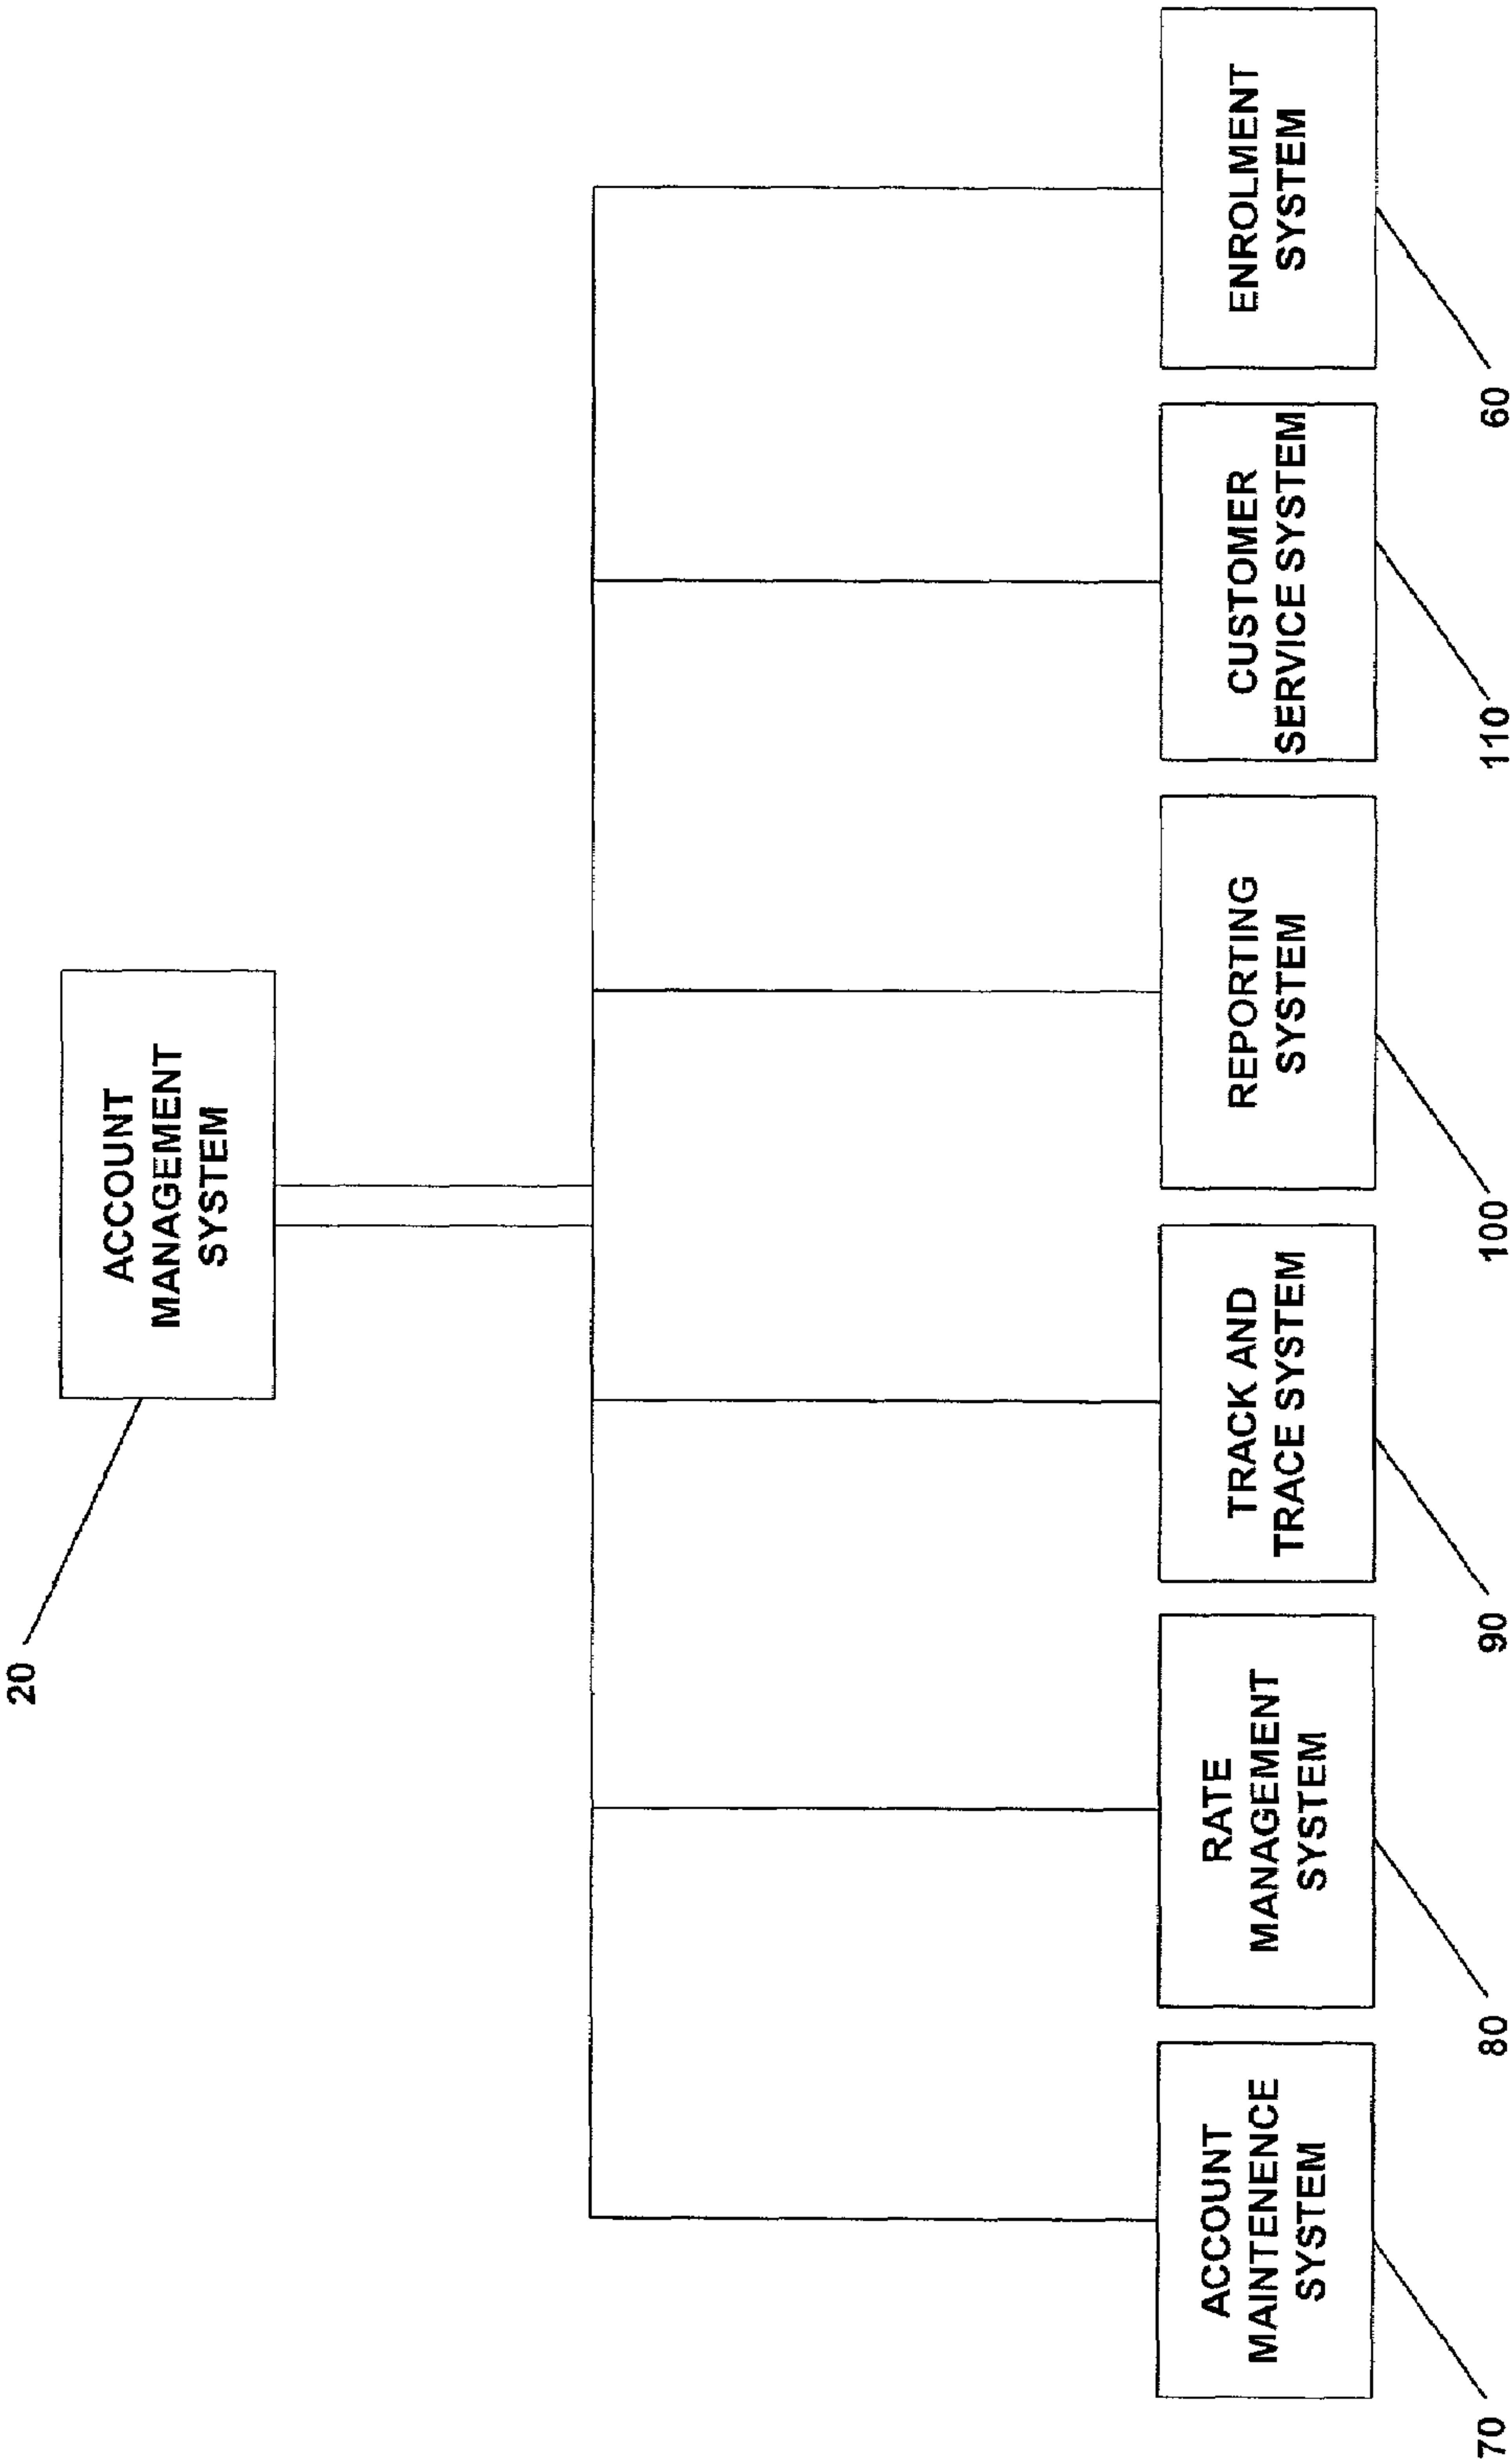 20
ACCOUNT
MANAGEMENT
SYSTEM
ACCOUNT
MAINTENENCE
SYSTEM
70
RATE
MANAGEMENT
SYSTEM
80
TRACK AND
TRACE SYSTEM
90
REPORTING
SYSTEM
100
CUSTOMER
SERVICE SYSTEM
110
ENROLMENT
SYSTEM
60